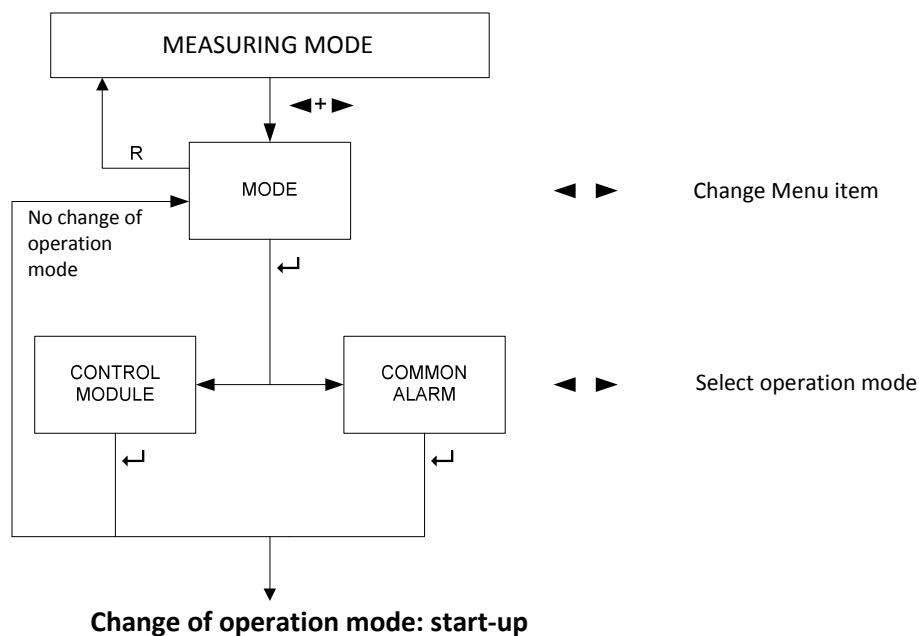 MEASURING MODE
◄+►
R
MODE
◄ ►
Change Menu item
No change of
operation
mode
↵
CONTROL
MODULE
COMMON
ALARM
◄ ►
Select operation mode
↵
↵
Change of operation mode: start-up